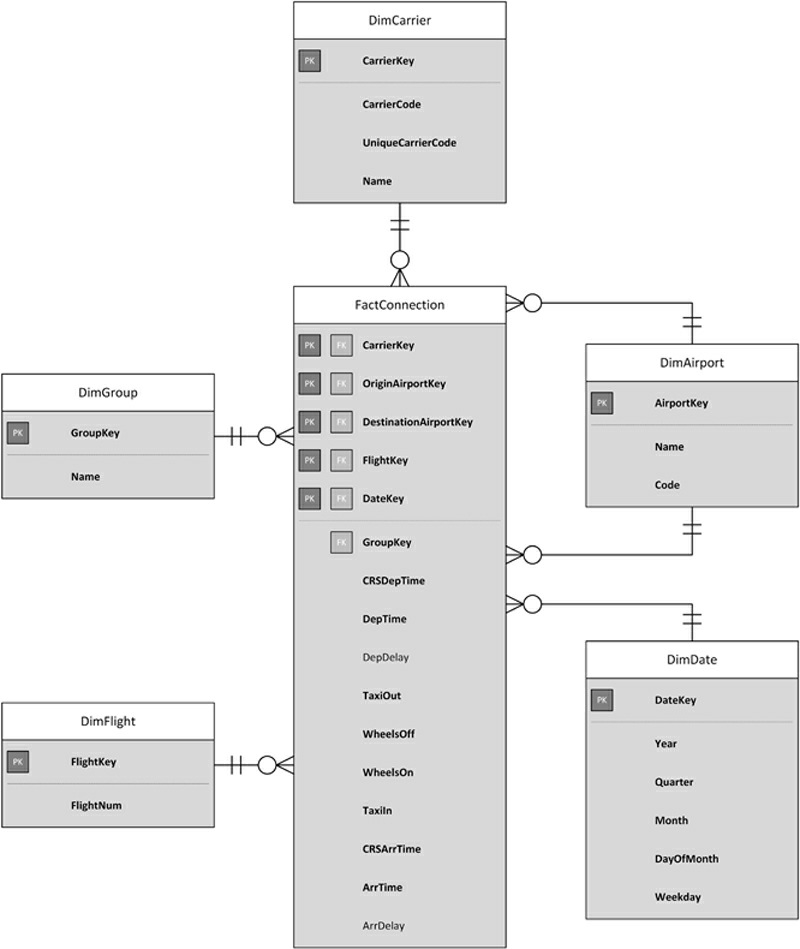 DimCarrier
PK CarrierKey
CarrierCode
UniqueCarrierCode
Name
FactConnection
PK FK CarrierKey
PK FK OriginAirportKey
PK FK DestinationAirportKey
PK FK FlightKey
PK FK DateKey
FK GroupKey
CRSDepTime
DepTime
DepDelay
TaxiOut
WheelsOff
WheelsOn
TaxiIn
CRSArrTime
ArrTime
ArrDelay
DimGroup
PK GroupKey
Name
DimFlight
PK FlightKey
FlightNum
DimAirport
PK AirportKey
Name
Code
DimDate
PK DateKey
Year
Quarter
Month
DayOfMonth
Weekday